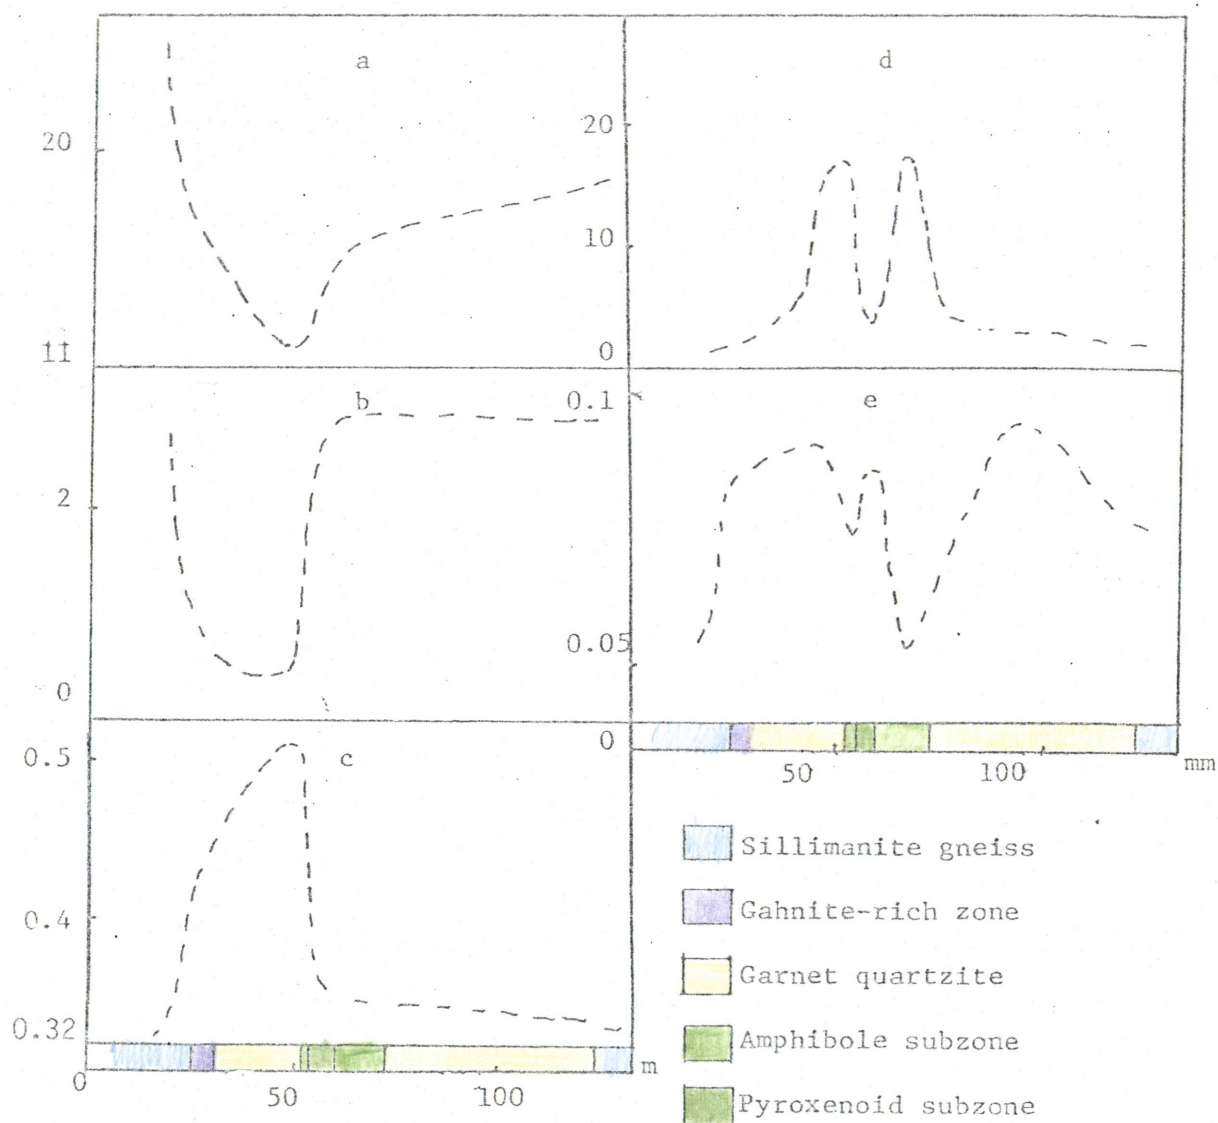 a
20
11
d
20
10
0
b
2
0
e
0.1
0.05
0
c
0.5
0.4
0.32
0
50
100
m
50
100
mm
Sillimanite gneiss
Gahnite-rich zone
Garnet quartzite
Amphibole subzone
Pyroxenoid subzone